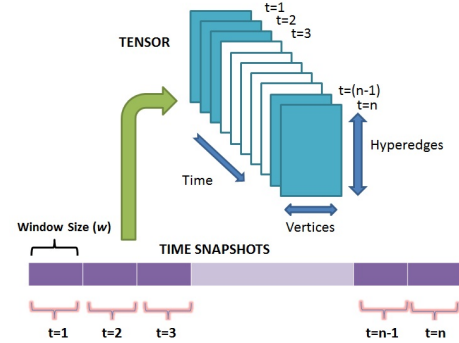 t=1
t=2
TENSOR
t=3
t=(n-1)
t=n
Hyperedges
Time
Vertices
Window Size (w)
TIME SNAPSHOTS
t=1 t=2 t=3 t=n-1 t=n